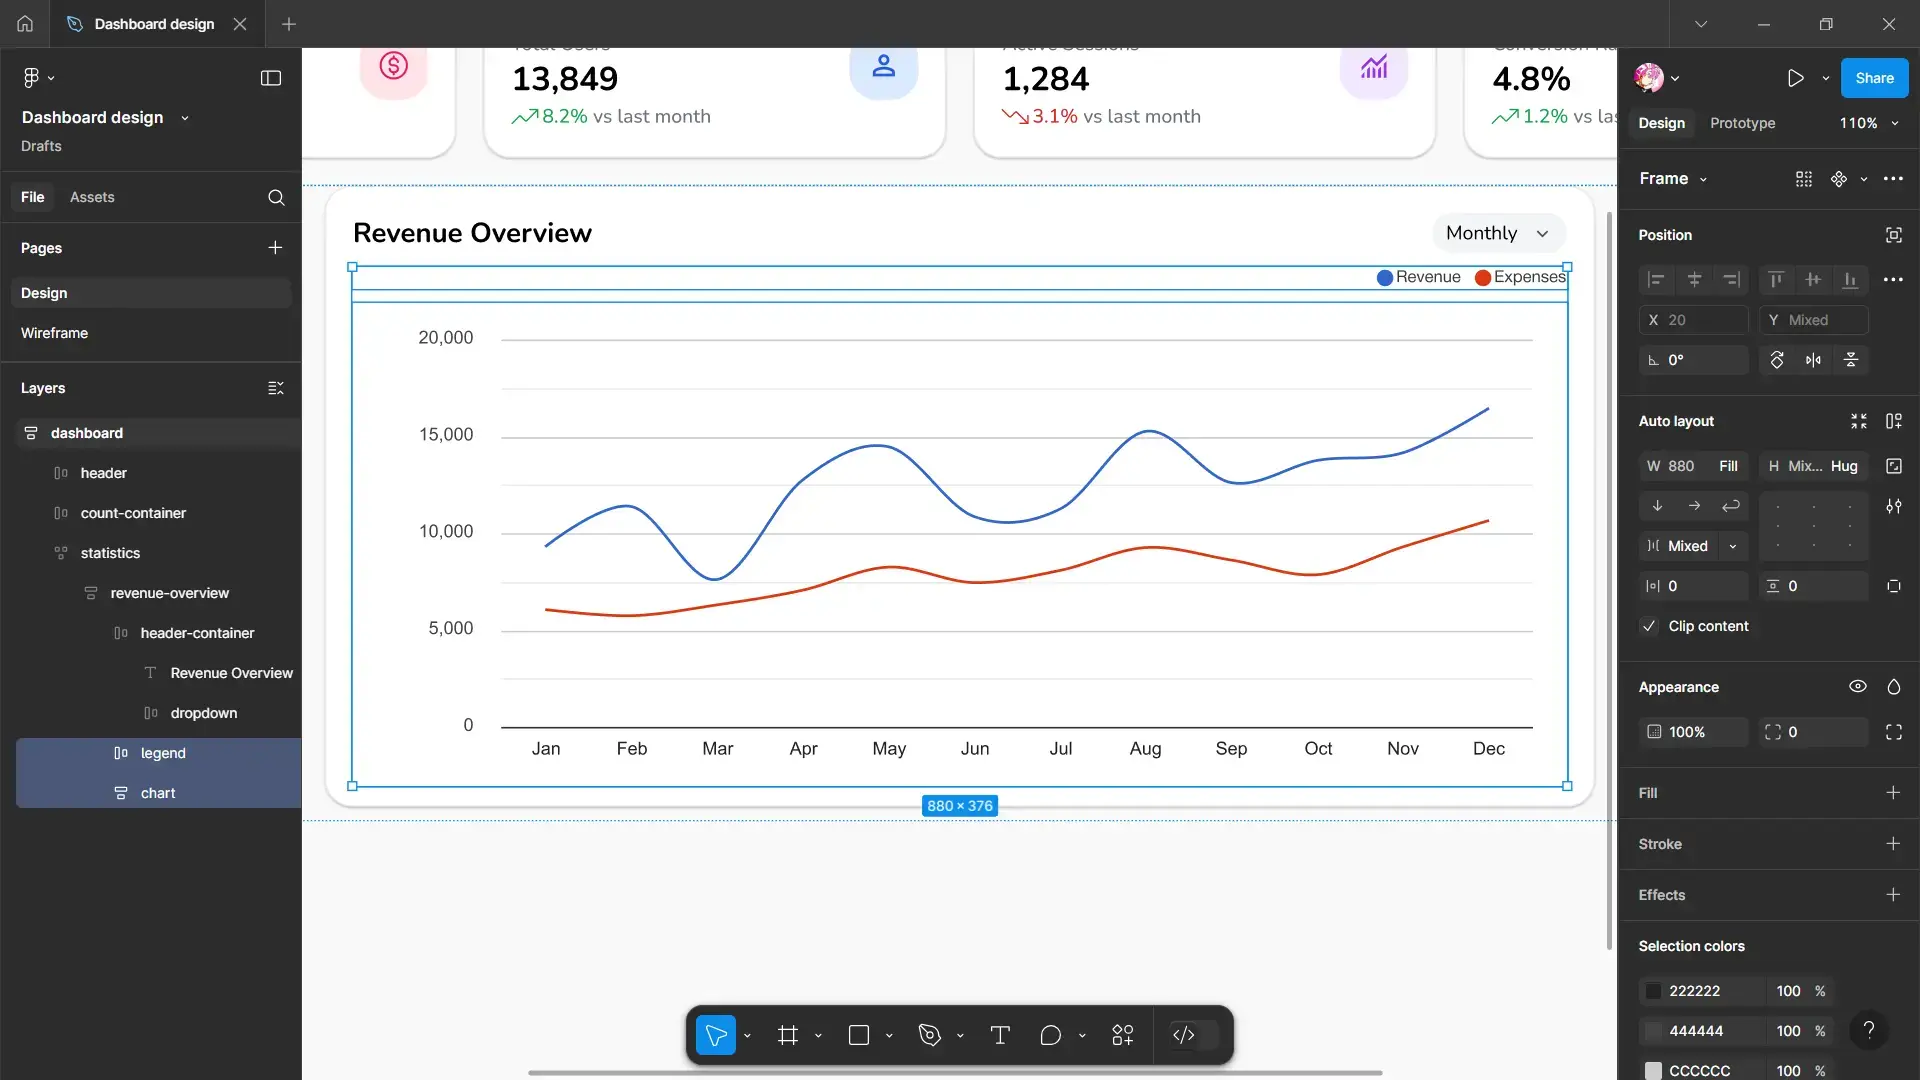 Dashboard design
Dashboard design
Drafts
File
Assets
Pages
Design
Wireframe
Layers
dashboard
header
count-container
statistics
revenue-overview
header-container
Revenue Overview
dropdown
legend
chart
Total Users
13,849
8.2% vs last month
Active Sessions
1,284
3.1% vs last month
4.8%
1.2%
Revenue Overview
Monthly
Revenue Expenses
20,000
15,000
10,000
5,000
0
Jan Feb Mar Apr May Jun Jul Aug Sep Oct Nov Dec
880 × 376
Share
Design Prototype 110%
Frame
Position
X 20 Y Mixed
0°
Auto layout
W 880 Fill H Mix... Hug
Mixed
0 0
Clip content
Appearance
100% 0
Fill
Stroke
Effects
Selection colors
222222 100 %
444444 100 %
CCCCCC 100 %
?